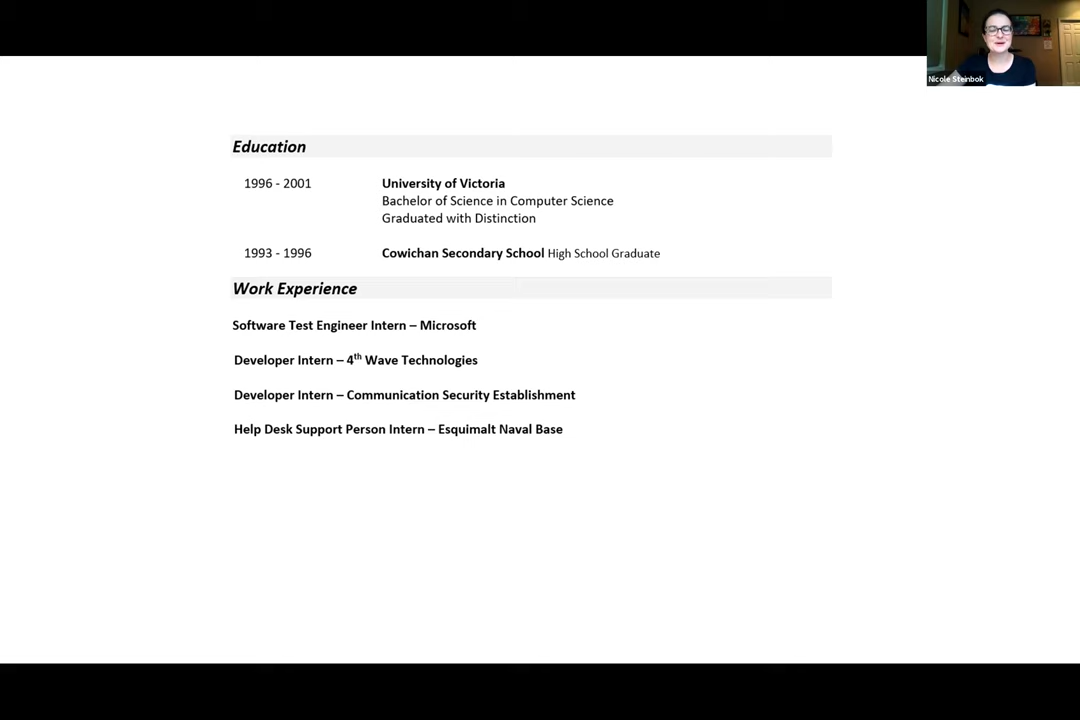 Nicole Steinbok
Education
1996 - 2001 University of Victoria
Bachelor of Science in Computer Science
Graduated with Distinction
1993 - 1996 Cowichan Secondary School High School Graduate
Work Experience
Software Test Engineer Intern – Microsoft
Developer Intern – 4th Wave Technologies
Developer Intern – Communication Security Establishment
Help Desk Support Person Intern – Esquimalt Naval Base